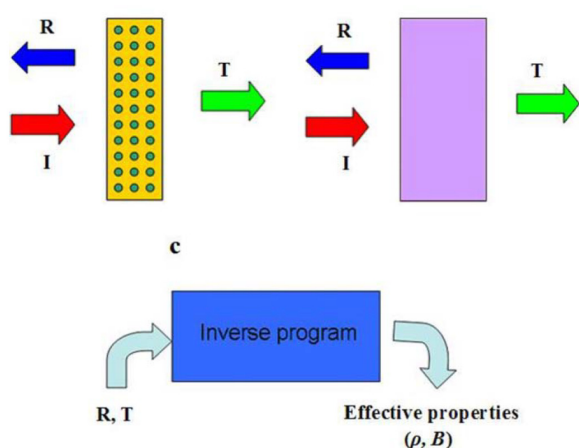 R
R
T
T
I
I
c
Inverse program
R, T
Effective properties
(ρ, B)